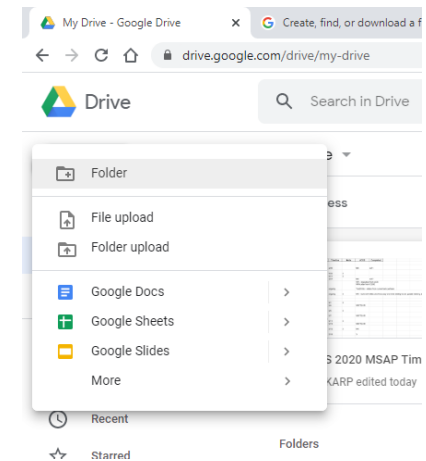 My Drive - Google Drive
Create, find, or download a f
drive.google.com/drive/my-drive
Drive
Search in Drive
e
Folder
ess
File upload
Folder upload
Google Docs
Google Sheets
Google Slides
S 2020 MSAP Tim
More
KARP edited today
Recent
Folders
Starred